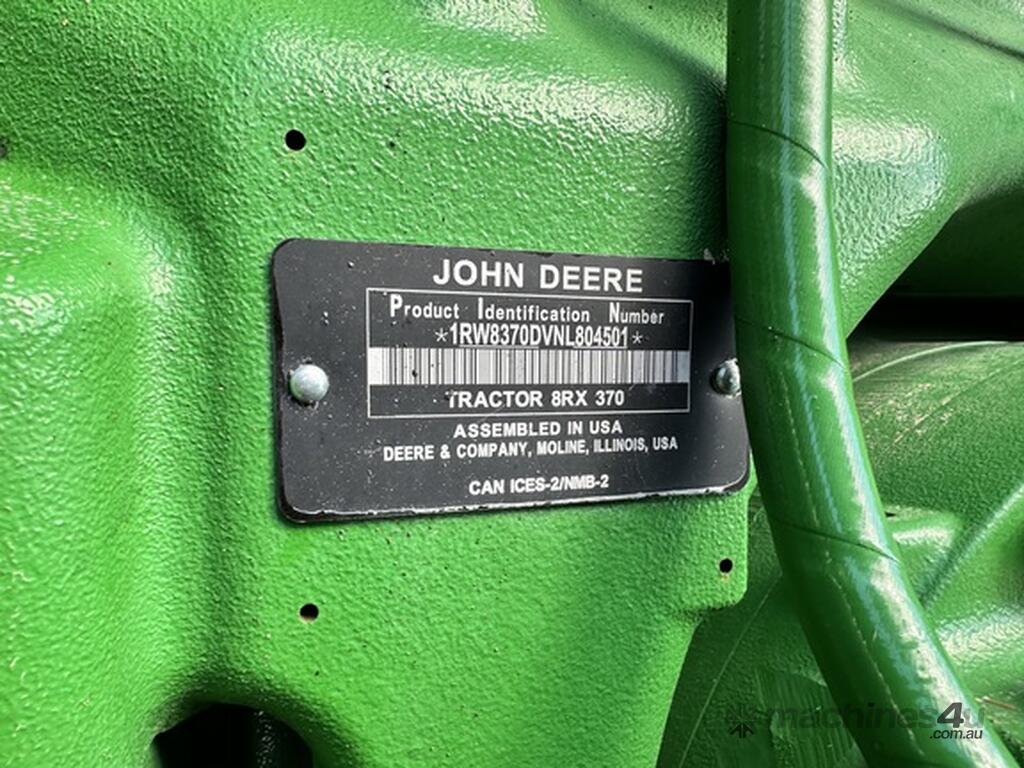 JOHN DEERE
Product Identification Number
*1RW8370DVNL804501*
TRACTOR 8RX 370
ASSEMBLED IN USA
DEERE & COMPANY, MOLINE, ILLINOIS, USA
CAN ICES-2/NMB-2
machines4u
.com.au